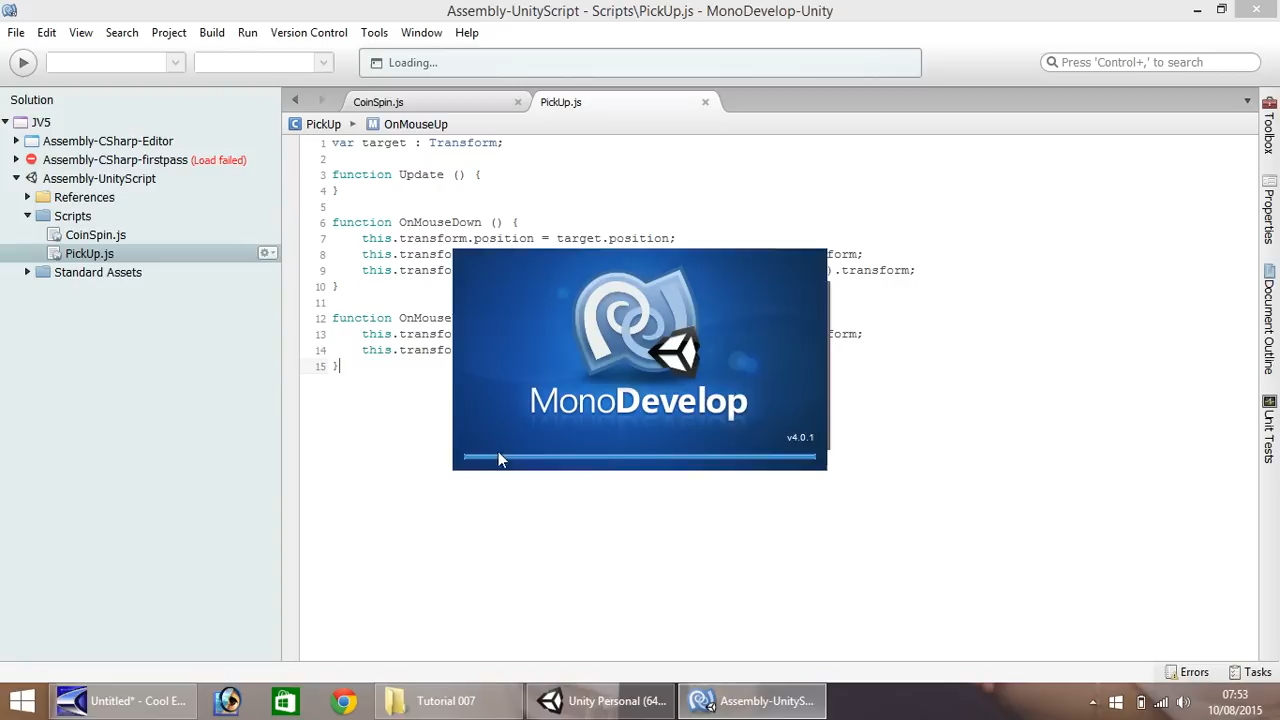 Assembly-UnityScript - Scripts\PickUp.js - MonoDevelop-Unity
File Edit View Search Project Build Run Version Control Tools Window Help
Loading...
Press 'Control+,' to search
Solution
JV5
Assembly-CSharp-Editor
Assembly-CSharp-firstpass (Load failed)
Assembly-UnityScript
References
Scripts
CoinSpin.js
PickUp.js
Standard Assets
CoinSpin.js
PickUp.js
PickUp
OnMouseUp
1 var target : Transform;
2
3 function Update () {
4 }
5
6 function OnMouseDown () {
7 this.transform.position = target.position;
8 this.transfo form;
9 this.transfo ).transform;
10 }
11
12 function OnMouse
13 this.transfo form;
14 this.transfo
15 }
MonoDevelop
v4.0.1
Toolbox
Properties
Document Outline
Unit Tests
Errors
Tasks
Untitled* - Cool E...
Tutorial 007
Unity Personal (64...
Assembly-UnityS...
07:53
10/08/2015